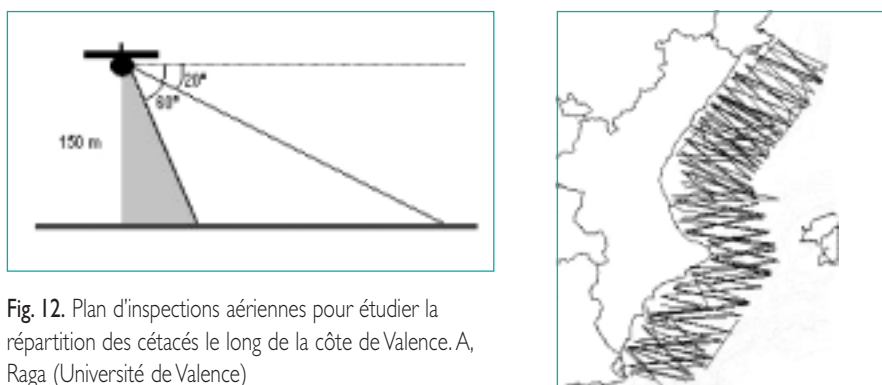 20°
60°
150 m
Fig. 12. Plan d'inspections aériennes pour étudier la
répartition des cétacés le long de la côte de Valence. A,
Raga (Université de Valence)